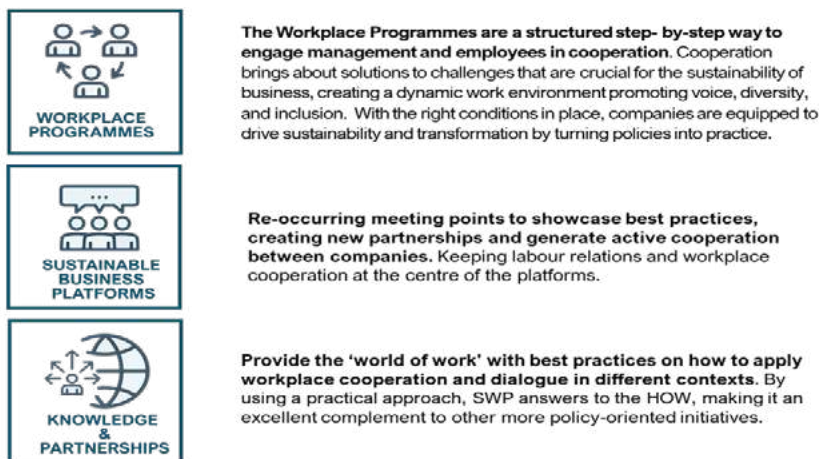 WORKPLACE
PROGRAMMES
The Workplace Programmes are a structured step- by-step way to
engage management and employees in cooperation. Cooperation
brings about solutions to challenges that are crucial for the sustainability of
business, creating a dynamic work environment promoting voice, diversity,
and inclusion. With the right conditions in place, companies are equipped to
drive sustainability and transformation by turning policies into practice.
SUSTAINABLE
BUSINESS
PLATFORMS
Re-occurring meeting points to showcase best practices,
creating new partnerships and generate active cooperation
between companies. Keeping labour relations and workplace
cooperation at the centre of the platforms.
KNOWLEDGE
&
PARTNERSHIPS
Provide the ‘world of work’ with best practices on how to apply
workplace cooperation and dialogue in different contexts. By
using a practical approach, SWP answers to the HOW, making it an
excellent complement to other more policy-oriented initiatives.